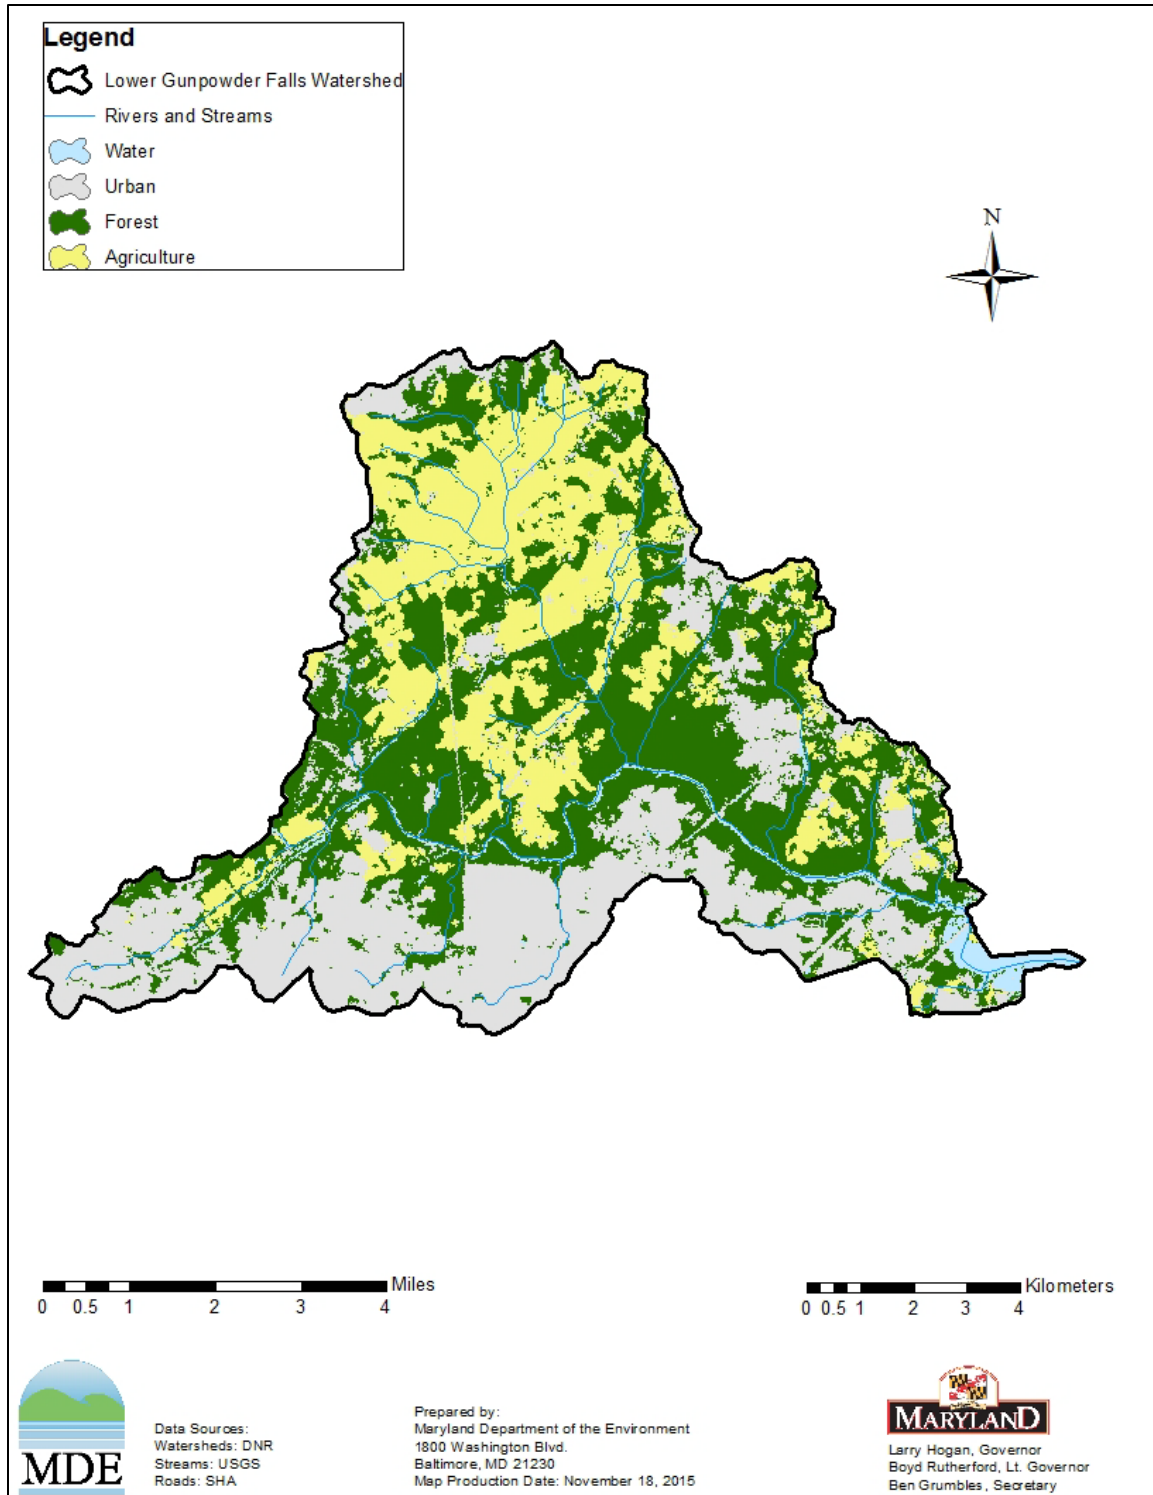 Legend
Lower Gunpowder Falls Watershed
Rivers and Streams
Water
Urban
Forest
Agriculture
N
Miles
0 0.5 1 2 3 4
Kilometers
0 0.5 1 2 3 4
MDE
Data Sources:
Watersheds: DNR
Streams: USGS
Roads: SHA
Prepared by:
Maryland Department of the Environment
1800 Washington Blvd.
Baltimore, MD 21230
Map Production Date: November 18, 2015
MARYLAND
Larry Hogan, Governor
Boyd Rutherford, Lt. Governor
Ben Grumbles, Secretary